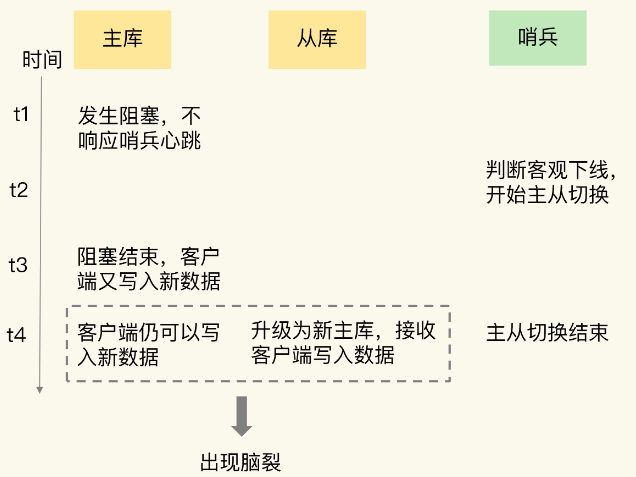 主库
从库
哨兵
时间
t1
发生阻塞，不
响应哨兵心跳
t2
判断客观下线，
开始主从切换
t3
阻塞结束，客户
端又写入新数据
t4
客户端仍可以写
入新数据
升级为新主库，接收
客户端写入数据
主从切换结束
出现脑裂